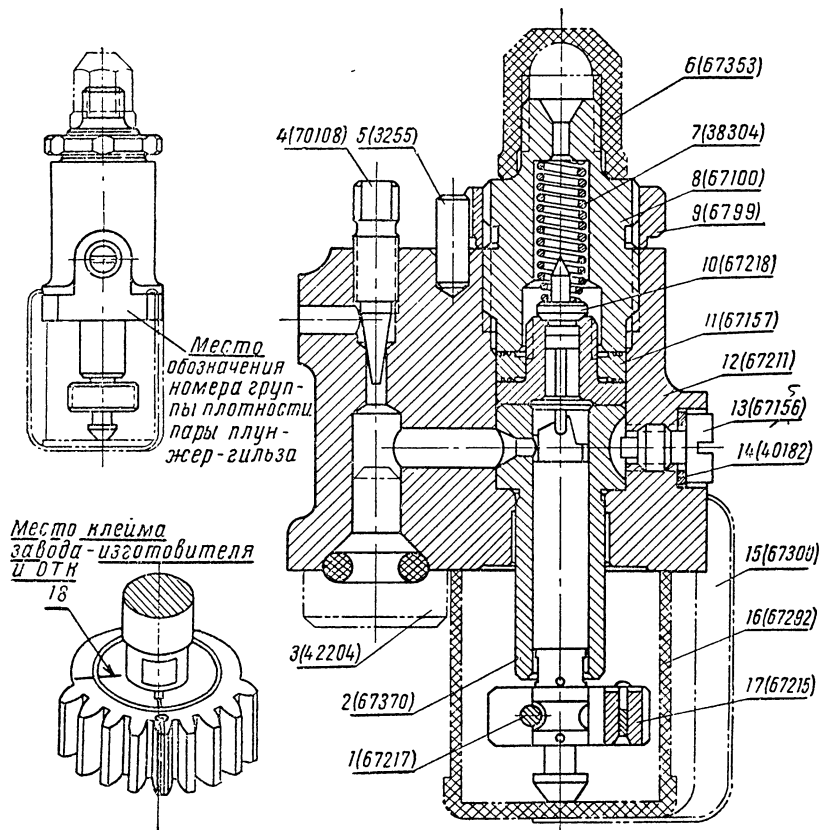 4(70108) 5(3255)
6(67353)
7(38304)
8(67100)
9(6799)
10(67218)
11(67157)
12(67211)
5
13(67156)
14(40182)
15(67300)
16(67292)
17(67215)
Место
обозначения
номера груп-
пы плотности
пары плун-
жер-гильза
Место клейма
завода-изготовителя
и ОТК
18
3(42204)
2(67370)
1(67217)